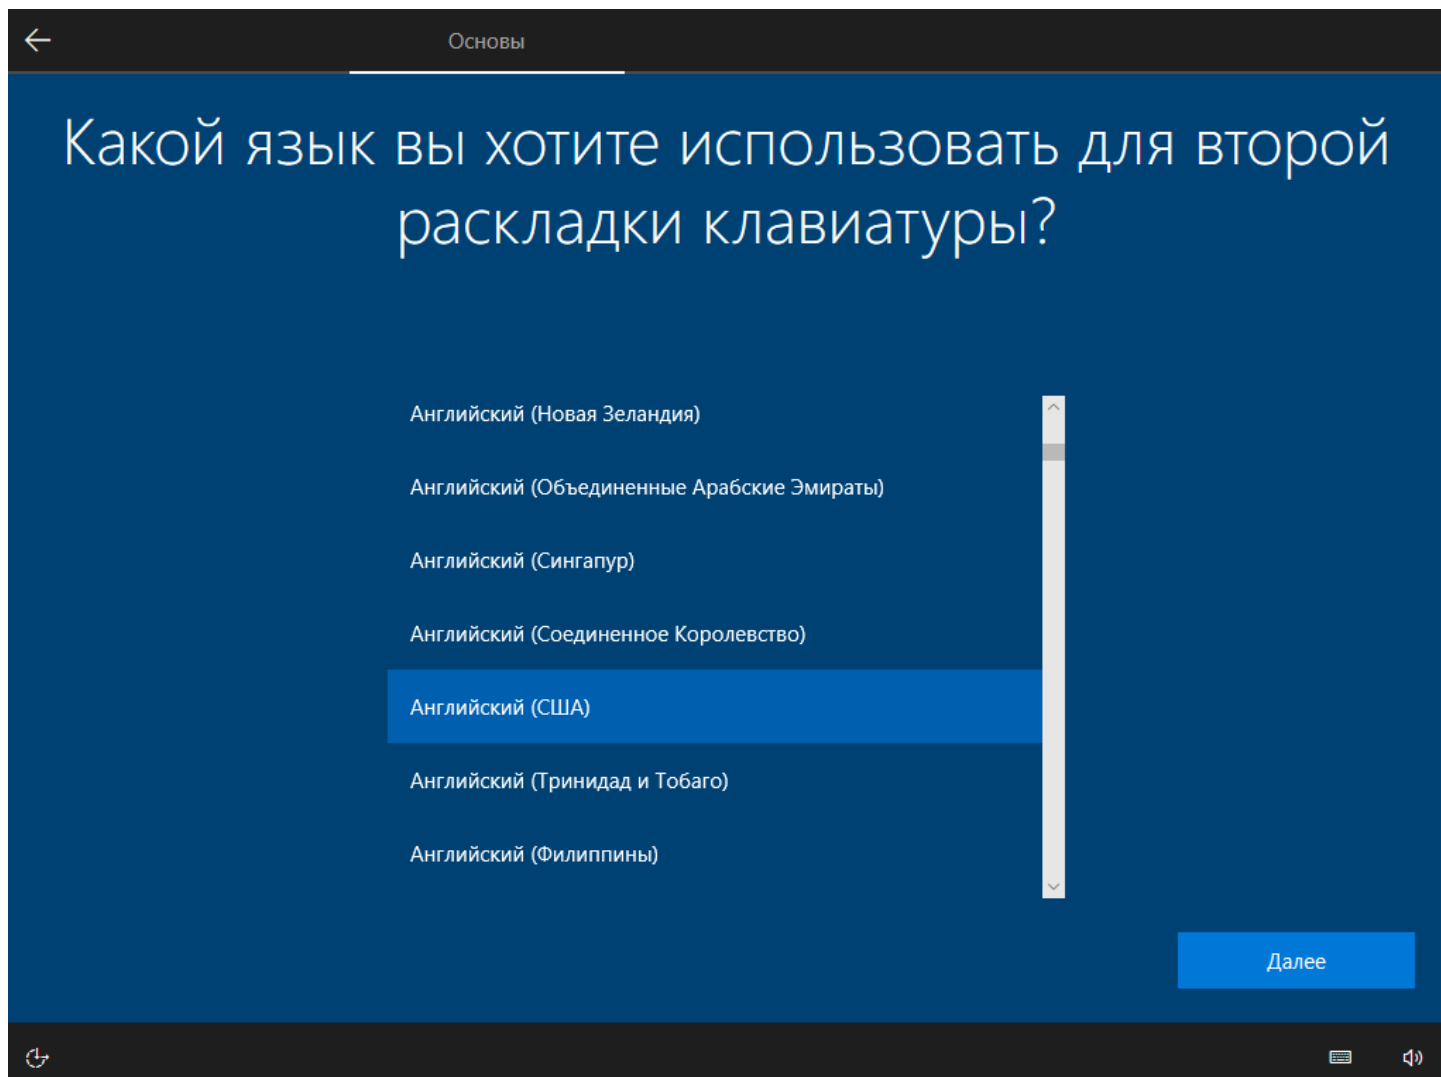 Основы
Какой язык вы хотите использовать для второй
раскладки клавиатуры?
Английский (Новая Зеландия)
Английский (Объединенные Арабские Эмираты)
Английский (Сингапур)
Английский (Соединенное Королевство)
Английский (США)
Английский (Тринидад и Тобаго)
Английский (Филиппины)
Далее